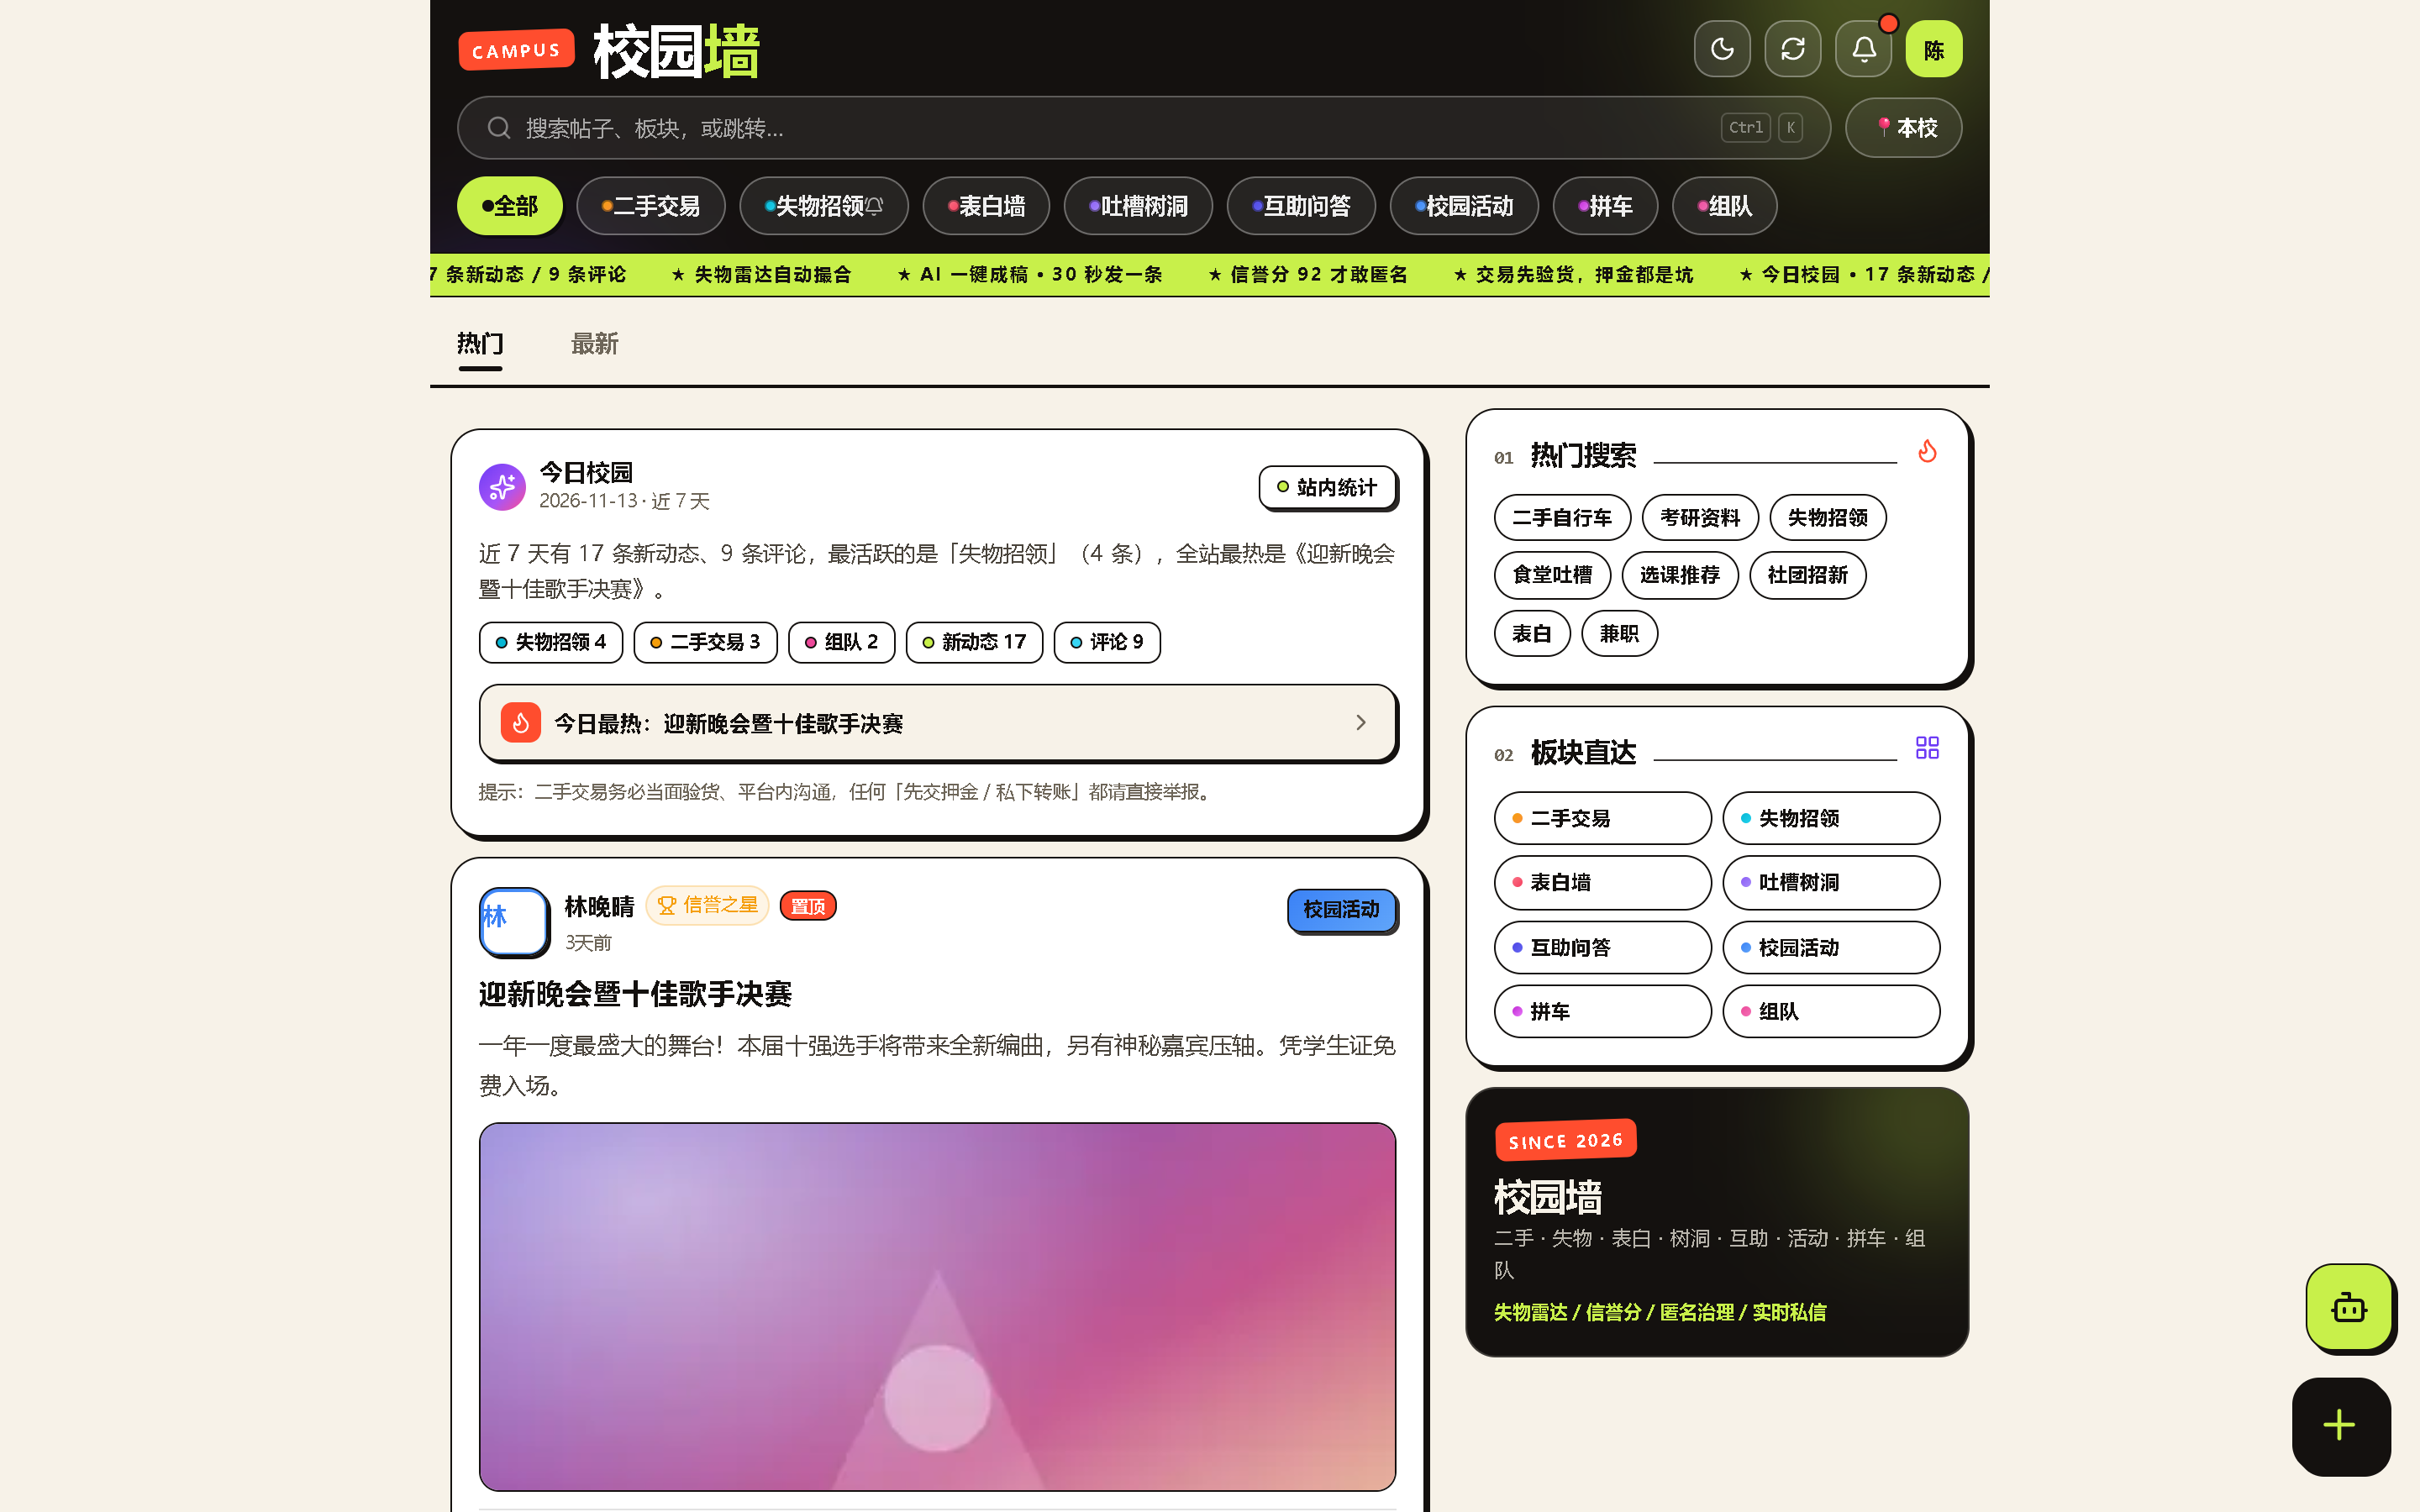 CAMPUS 校园墙 陈
搜索帖子、板块，或跳转... Ctrl K 本校
全部 二手交易 失物招领 表白墙 吐槽树洞 互助问答 校园活动 拼车 组队
7 条新动态 / 9 条评论 ★ 失物雷达自动撮合 ★ AI 一键成稿 • 30 秒发一条 ★ 信誉分 92 才敢匿名 ★ 交易先验货，押金都是坑 ★ 今日校园 • 17 条新动态 /
热门 最新
今日校园
2026-11-13 · 近 7 天
站内统计
近 7 天有 17 条新动态、9 条评论，最活跃的是「失物招领」（4 条），全站最热是《迎新晚会
暨十佳歌手决赛》。
失物招领 4 二手交易 3 组队 2 新动态 17 评论 9
今日最热：迎新晚会暨十佳歌手决赛
提示：二手交易务必当面验货、平台内沟通，任何「先交押金 / 私下转账」都请直接举报。
林 林晚晴 信誉之星 置顶
3天前
校园活动
迎新晚会暨十佳歌手决赛
一年一度最盛大的舞台！本届十强选手将带来全新编曲，另有神秘嘉宾压轴。凭学生证免
费入场。
01 热门搜索
二手自行车 考研资料 失物招领
食堂吐槽 选课推荐 社团招新
表白 兼职
02 板块直达
二手交易 失物招领
表白墙 吐槽树洞
互助问答 校园活动
拼车 组队
SINCE 2026
校园墙
二手 · 失物 · 表白 · 树洞 · 互助 · 活动 · 拼车 · 组
队
失物雷达 / 信誉分 / 匿名治理 / 实时私信